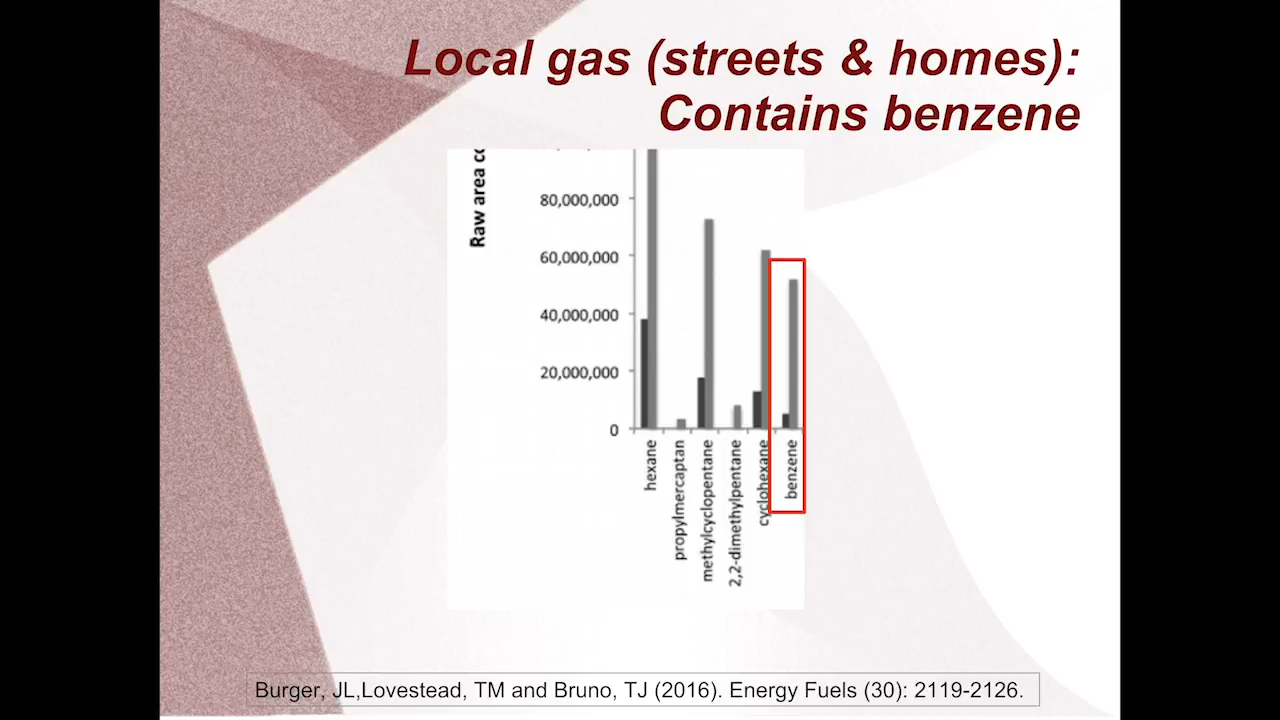 Local gas (streets & homes):
Contains benzene
Raw area
80,000,000
60,000,000
40,000,000
20,000,000
0
hexane
propylmercaptan
methylcyclopentane
2,2-dimethylpentane
cyclohexane
benzene
Burger, JL,Lovestead, TM and Bruno, TJ (2016). Energy Fuels (30): 2119-2126.